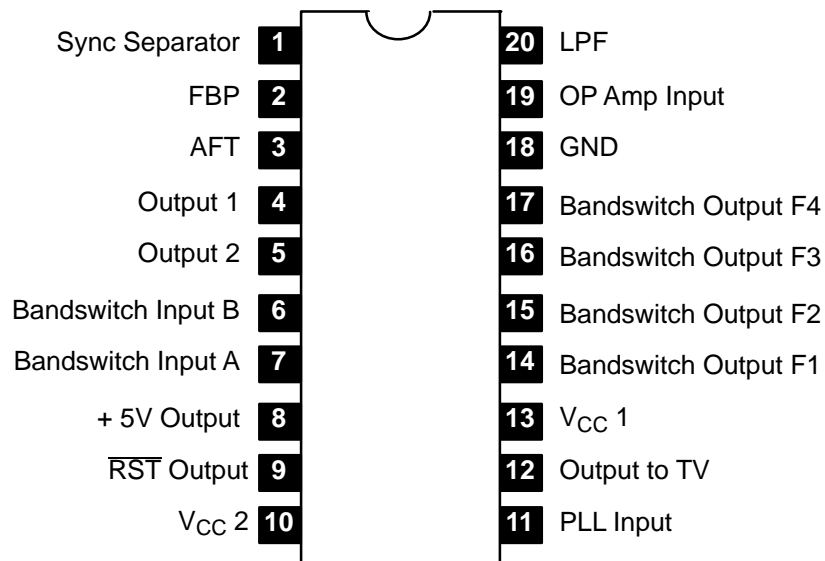 Sync Separator 1 20 LPF
FBP 2 19 OP Amp Input
AFT 3 18 GND
Output 1 4 17 Bandswitch Output F4
Output 2 5 16 Bandswitch Output F3
Bandswitch Input B 6 15 Bandswitch Output F2
Bandswitch Input A 7 14 Bandswitch Output F1
+ 5V Output 8 13 VCC 1
R̅S̅T̅ Output 9 12 Output to TV
VCC 2 10 11 PLL Input